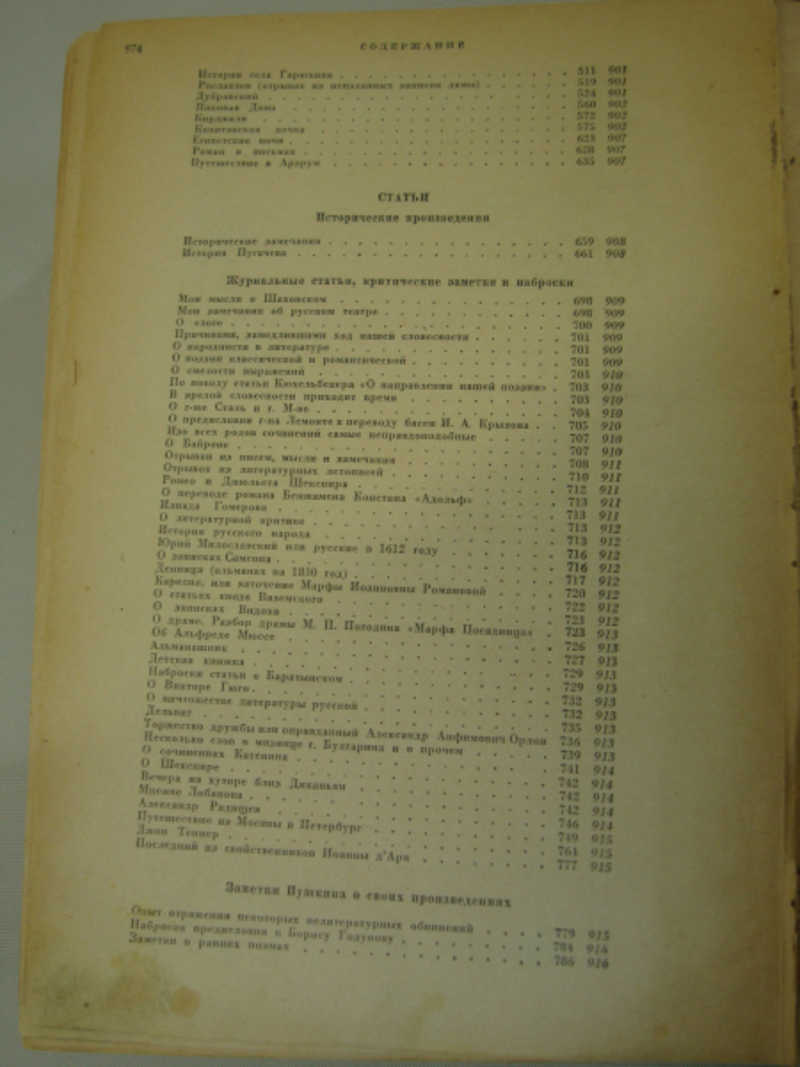 974 СОДЕРЖАНИЕ
История села Горюхина . . . . 511 901
Рославлев (отрывок из неизданных записок дамы) . . . . 519 901
Дубровский . . . . 524 901
Пиковая Дама . . . . 560 902
Кирджали . . . . 572 902
Капитанская дочка . . . . 575 902
Египетские ночи . . . . 623 907
Роман в письмах . . . . 628 907
Путешествие в Арзрум . . . . 635 907
СТАТЬИ
Исторические произведения
Исторические замечания . . . . 659 908
История Пугачева . . . . 661 908
Журнальные статьи, критические заметки и наброски
Мои мысли о Шаховском . . . . 698 909
Мои замечания об русском театре . . . . 698 909
О слоге . . . . 700 909
Причинами, замедлившими ход нашей словесности . . . . 701 909
О народности в литературе . . . . 701 909
О поэзии классической и романтической . . . . 701 909
О смелости выражений . . . . 703 910
По поводу статьи Кюхельбекера «О направлении нашей поэзии» . 703 910
В зрелой словесности приходит время . . . . 703 910
О г-же Сталь и г. М-ве . . . . 704 910
О предисловии г-на Лемонте к переводу басен И. А. Крылова . . 705 910
Изо всех родов сочинений самые неправдоподобные . . . . 707 910
О Байроне . . . . 707 910
Отрывки из писем, мысли и замечания . . . . 708 911
Отрывок из литературных летописей . . . . 710 911
Ромео и Джюльета Шекспира . . . . 712 911
О переводе романа Бенжамена Констана «Адольф» . . . . 713 911
Илиада Гомерова . . . . 713 911
О литературной критике . . . . 713 912
История русского народа . . . . 713 912
Юрий Милославский или русские в 1612 году . . . . 716 912
О записках Самсона . . . . 716 912
Денница (альманах на 1830 год) . . . . 717 912
Карелия, или заточение Марфы Иоанновны Романовой . . . . 720 912
О статьях князя Вяземского . . . . 722 912
О записках Видока . . . . 723 912
О драме. Разбор драмы М. П. Погодина «Марфа Посадница» . 723 913
Об Альфреде Мюссе . . . . 726 913
Альманашник . . . . 727 913
Детская книжка . . . . 729 913
Наброски статьи о Баратынском . . . . 729 913
О Викторе Гюго . . . . 732 913
О ничтожестве литературы русской . . . . 732 913
Дельвиг . . . . 735 913
Торжество дружбы или оправданный Александр Анфимович Орлов 736 913
Несколько слов о мизинце г. Булгарина и о прочем . . . . 739 913
О сочинениях Катенина . . . . 741 914
О Шекспире . . . . 742 914
Вечера на хуторе близ Диканьки . . . . 742 914
Мнение Лобанова . . . . 742 914
Александр Радищев . . . . 746 914
Путешествие из Москвы в Петербург . . . . 749 915
Джон Теннер . . . . 761 915
Последний из свойственников Иоанны д'Арк . . . . 777 915
Заметки Пушкина о своих произведениях
Опыт отражения некоторых нелитературных обвинений . . . . 779 915
Наброски предисловия к Борису Годунову . . . . 784 916
Заметки о ранних поэмах . . . . 786 916